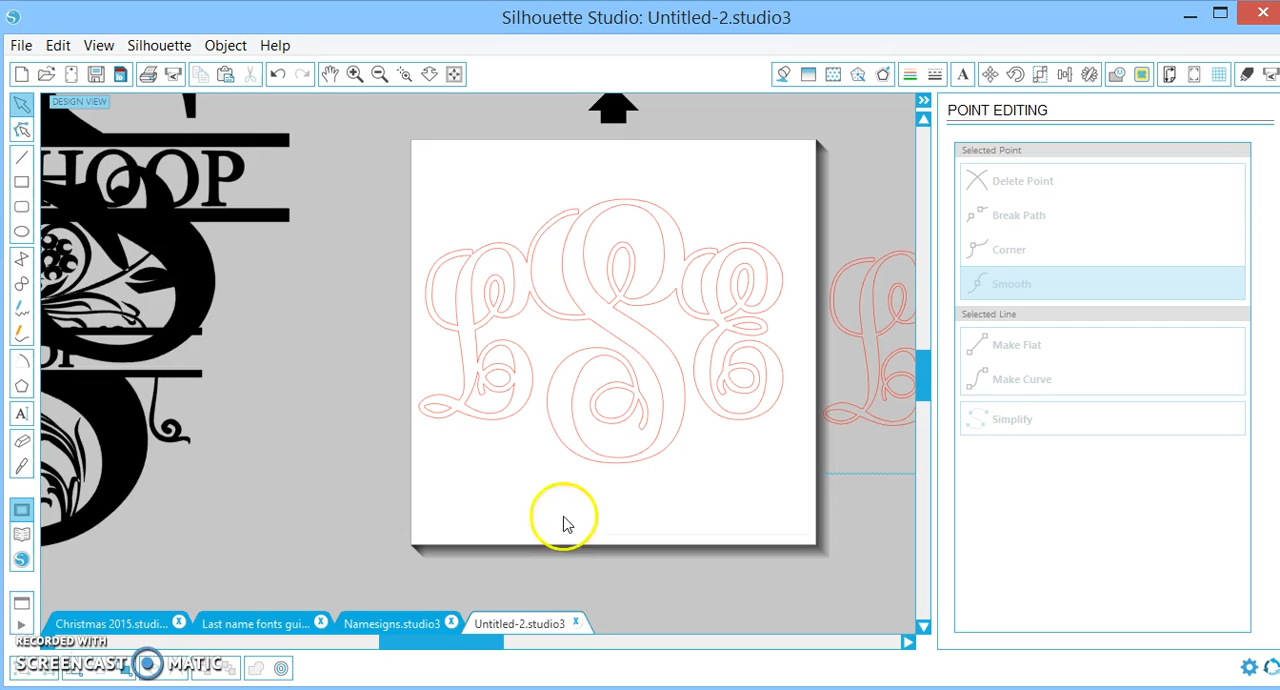 Silhouette Studio: Untitled-2.studio3
File Edit View Silhouette Object Help
DESIGN VIEW
POINT EDITING
Selected Point
Delete Point
Break Path
Corner
Smooth
Selected Line
Make Flat
Make Curve
Simplify
HOOP
LSE
Christmas 2015.studi...
Last name fonts gui...
Namesigns.studio3
Untitled-2.studio3
RECORDED WITH
SCREENCAST MATIC